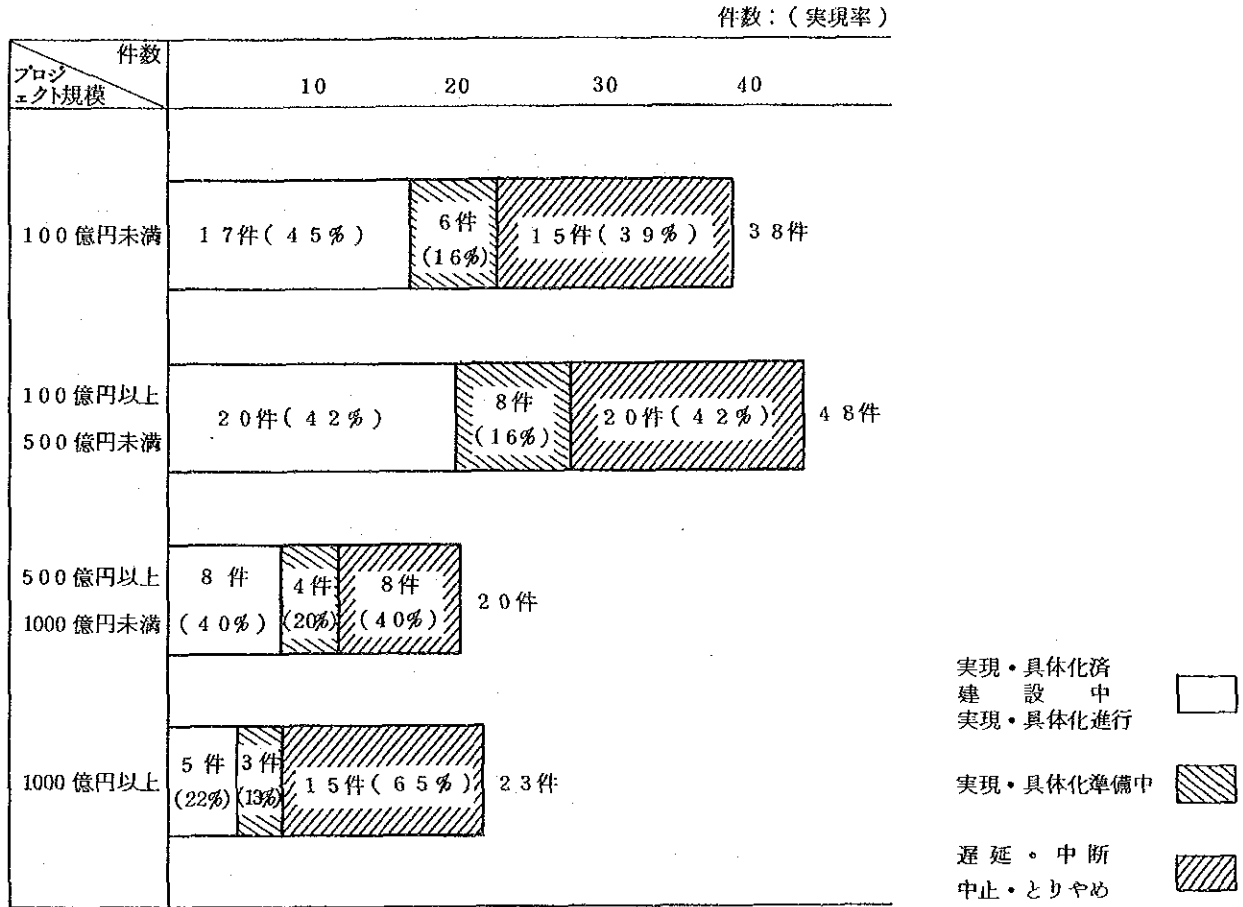 件数：（実現率）
件数
プロジ
ェクト規模
10 20 30 40
100億円未満 17件（45%） 6件 15件（39%） 38件
(16%)
100億円以上 20件（42%） 8件 20件（42%） 48件
500億円未満 (16%)
500億円以上 8件 4件 8件 20件
1000億円未満 （40%） (20%) （40%）
1000億円以上 5件 3件 15件（65%） 23件
(22%) (13%)
実現・具体化済
建設中
実現・具体化進行
実現・具体化準備中
遅延・中断
中止・とりやめ